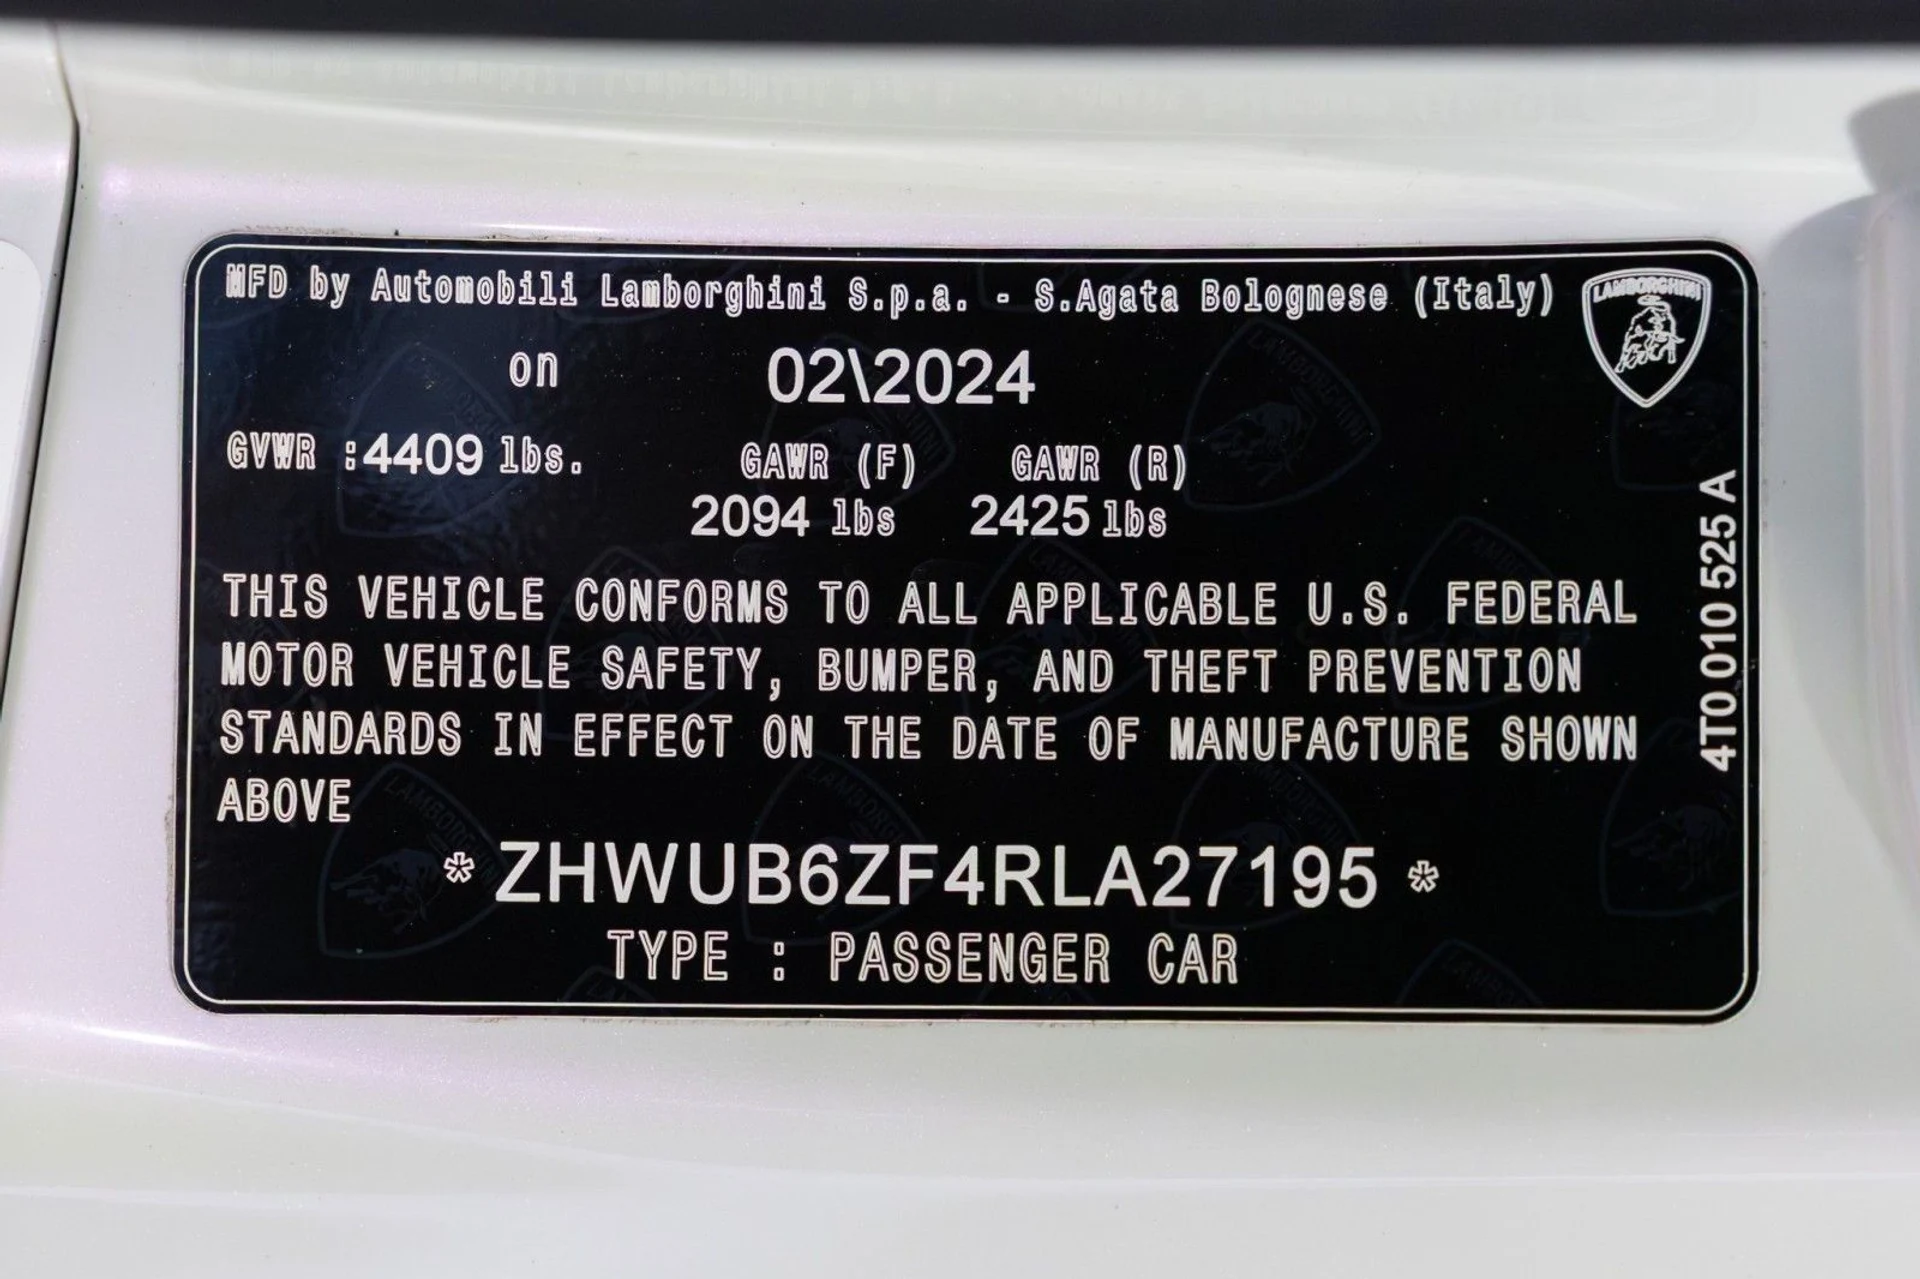 MFD by Automobili Lamborghini S.p.a. - S.Agata Bolognese (Italy)
LAMBORGHINI
on 02\2024
GVWR :4409 lbs. GAWR (F) GAWR (R)
2094 lbs 2425 lbs
THIS VEHICLE CONFORMS TO ALL APPLICABLE U.S. FEDERAL
MOTOR VEHICLE SAFETY, BUMPER, AND THEFT PREVENTION
STANDARDS IN EFFECT ON THE DATE OF MANUFACTURE SHOWN
ABOVE
* ZHWUB6ZF4RLA27195 *
TYPE : PASSENGER CAR
4T0 010 525 A